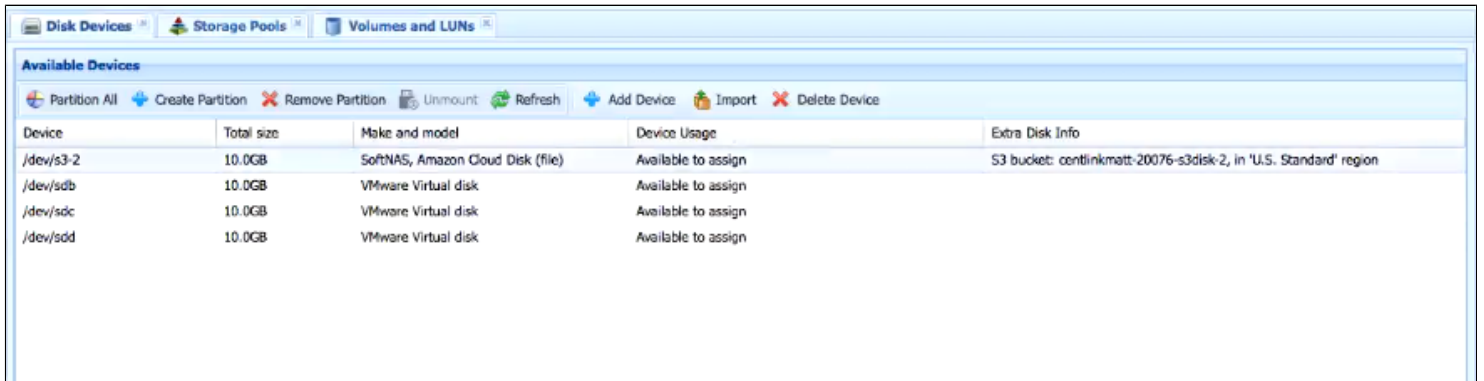 Disk Devices Storage Pools Volumes and LUNs
Available Devices
Partition All Create Partition Remove Partition Unmount Refresh Add Device Import Delete Device
Device Total size Make and model Device Usage Extra Disk Info
/dev/s3-2 10.0GB SoftNAS, Amazon Cloud Disk (file) Available to assign S3 bucket: centlinkmatt-20076-s3disk-2, in 'U.S. Standard' region
/dev/sdb 10.0GB VMware Virtual disk Available to assign
/dev/sdc 10.0GB VMware Virtual disk Available to assign
/dev/sdd 10.0GB VMware Virtual disk Available to assign